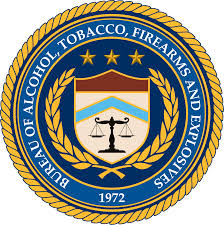 BUREAU OF ALCOHOL, TOBACCO, FIREARMS AND EXPLOSIVES
1972